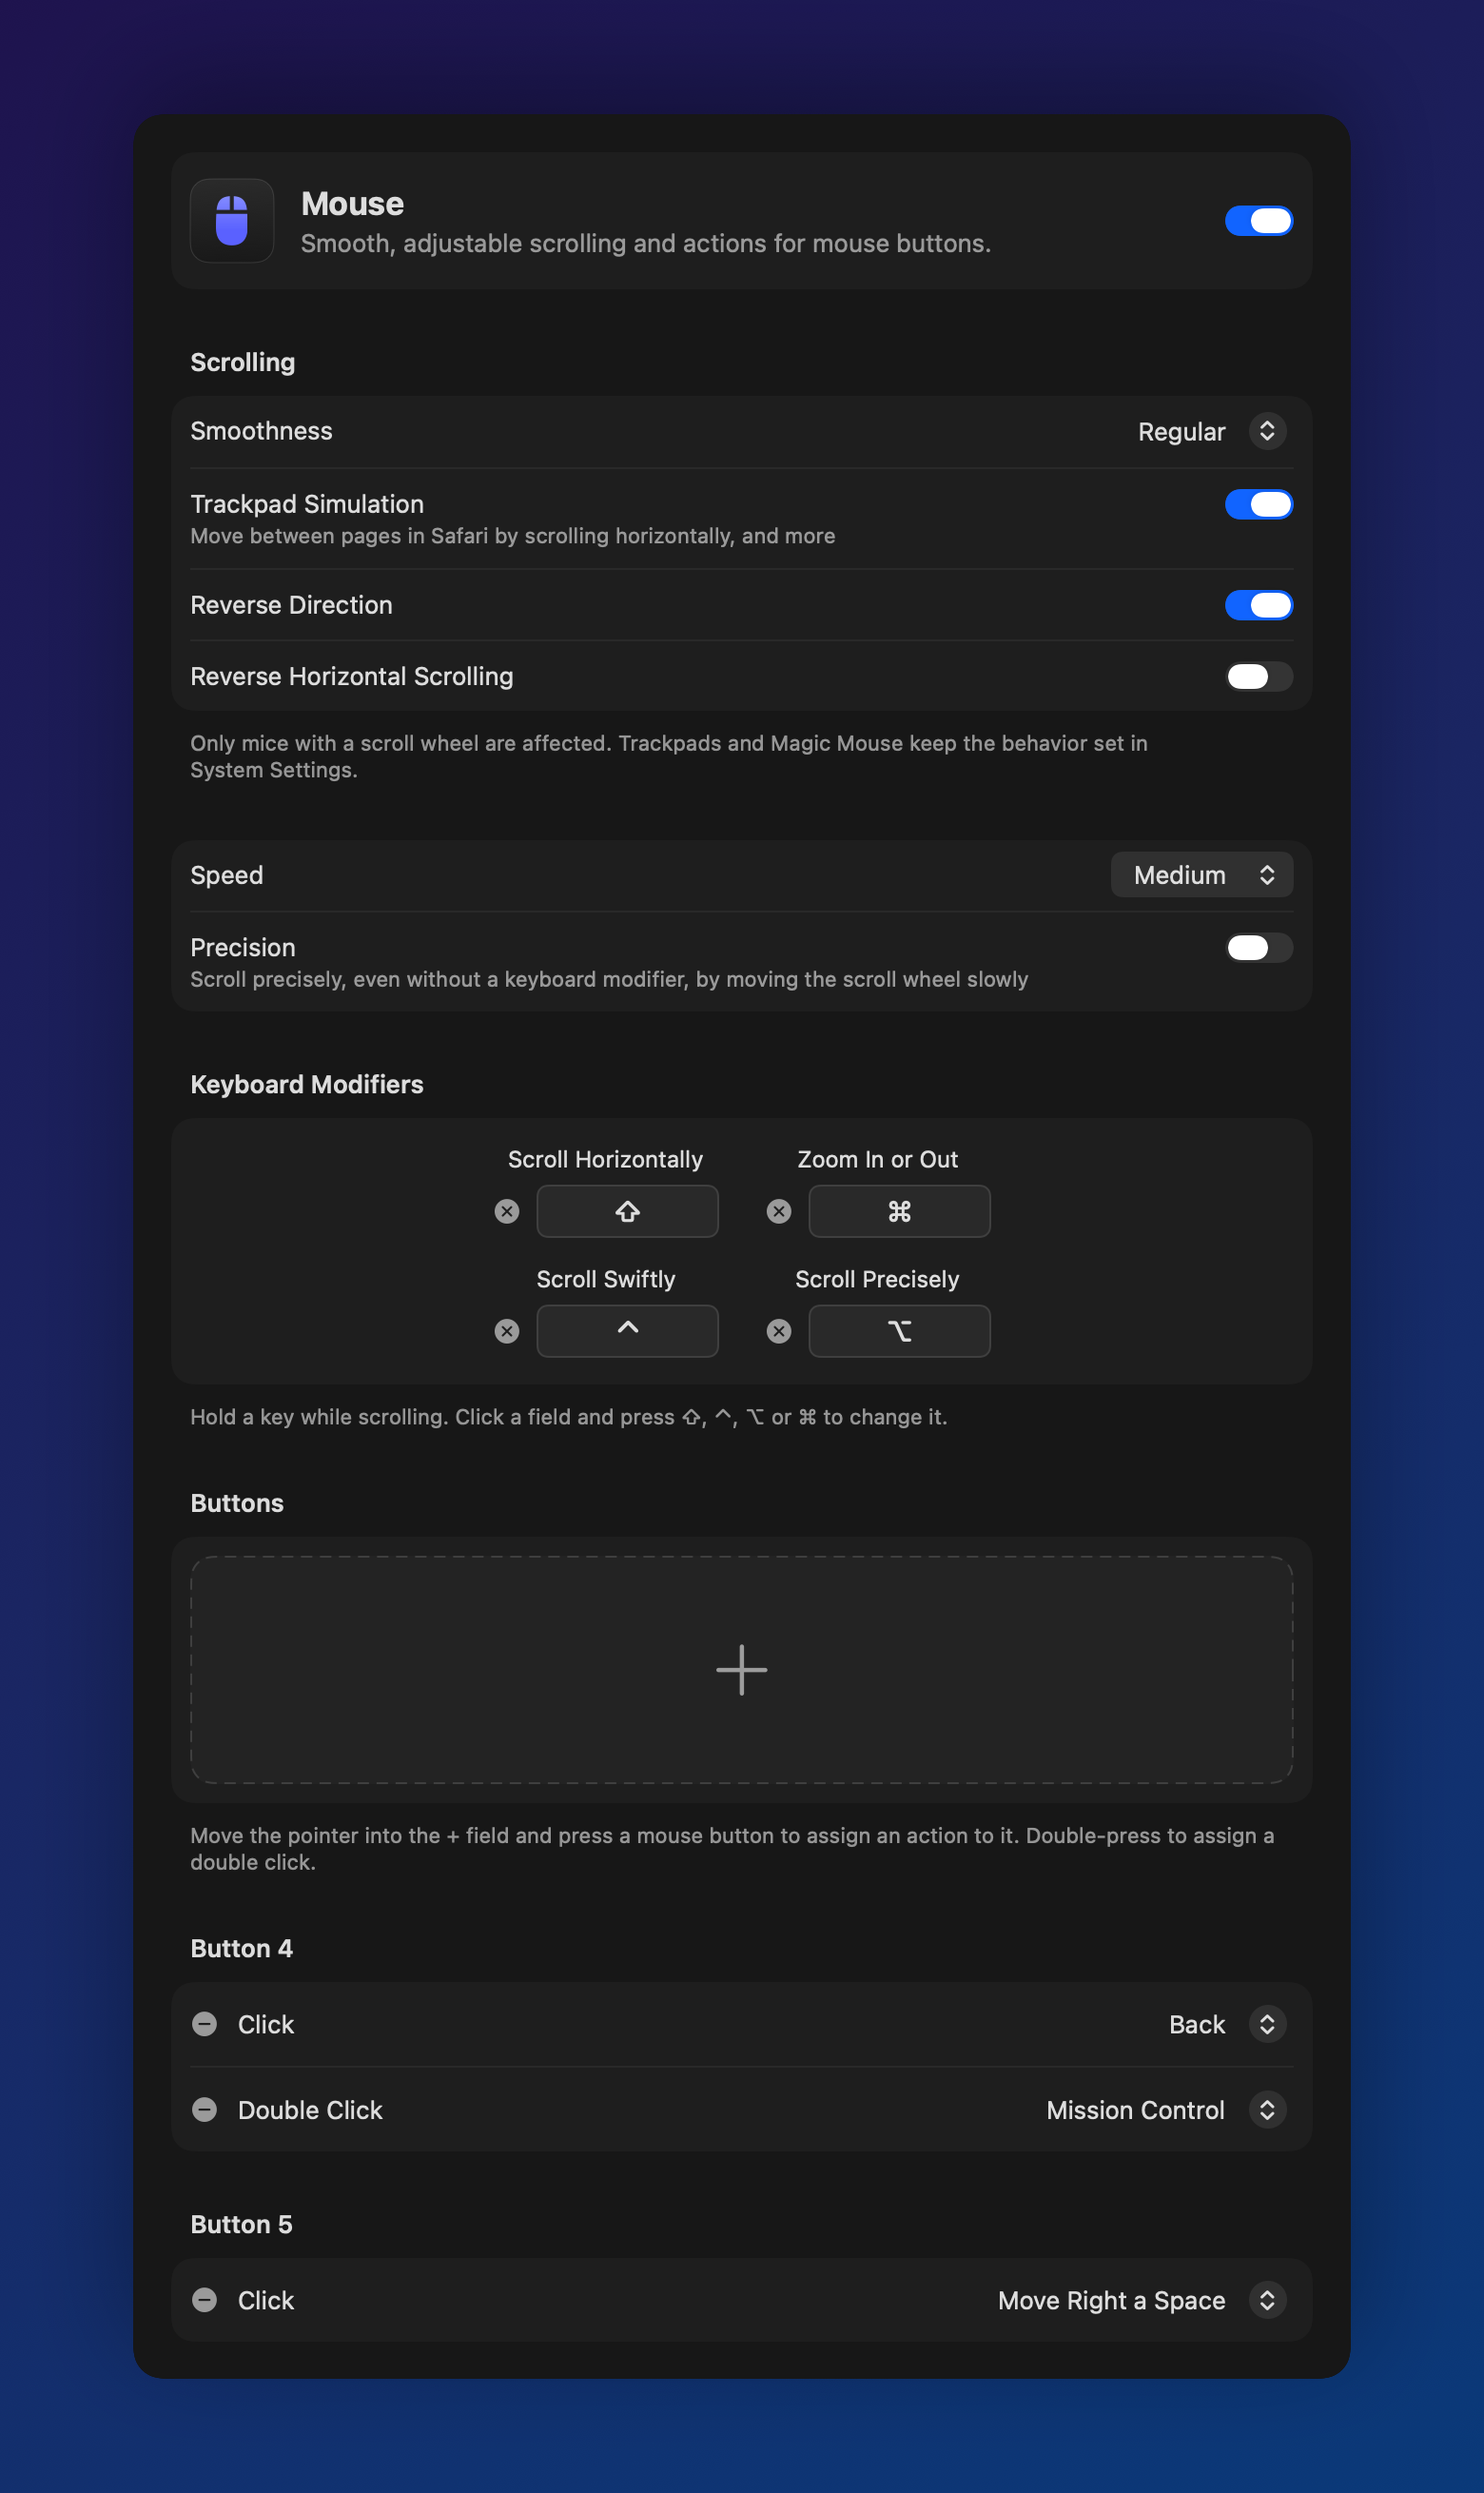 Mouse
Smooth, adjustable scrolling and actions for mouse buttons.
Scrolling
Smoothness Regular
Trackpad Simulation
Move between pages in Safari by scrolling horizontally, and more
Reverse Direction
Reverse Horizontal Scrolling
Only mice with a scroll wheel are affected. Trackpads and Magic Mouse keep the behavior set in
System Settings.
Speed Medium
Precision
Scroll precisely, even without a keyboard modifier, by moving the scroll wheel slowly
Keyboard Modifiers
Scroll Horizontally Zoom In or Out
⇧ ⌘
Scroll Swiftly Scroll Precisely
⌃ ⌥
Hold a key while scrolling. Click a field and press ⇧, ⌃, ⌥ or ⌘ to change it.
Buttons
+
Move the pointer into the + field and press a mouse button to assign an action to it. Double-press to assign a
double click.
Button 4
Click Back
Double Click Mission Control
Button 5
Click Move Right a Space